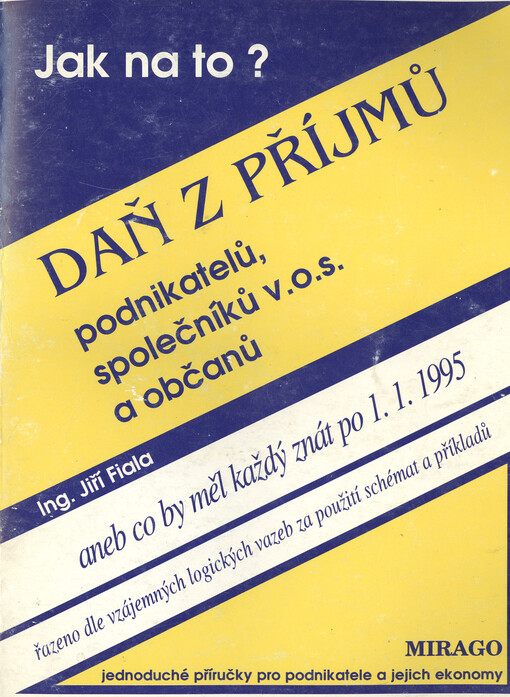 Jak na to ?
DAŇ Z PŘÍJMŮ
podnikatelů,
společníků v.o.s.
a občanů
Ing. Jiří Fiala
aneb co by měl každý znát po 1. 1. 1995
řazeno dle vzájemných logických vazeb za použití schémat a příkladů
MIRAGO
jednoduché příručky pro podnikatele a jejich ekonomy